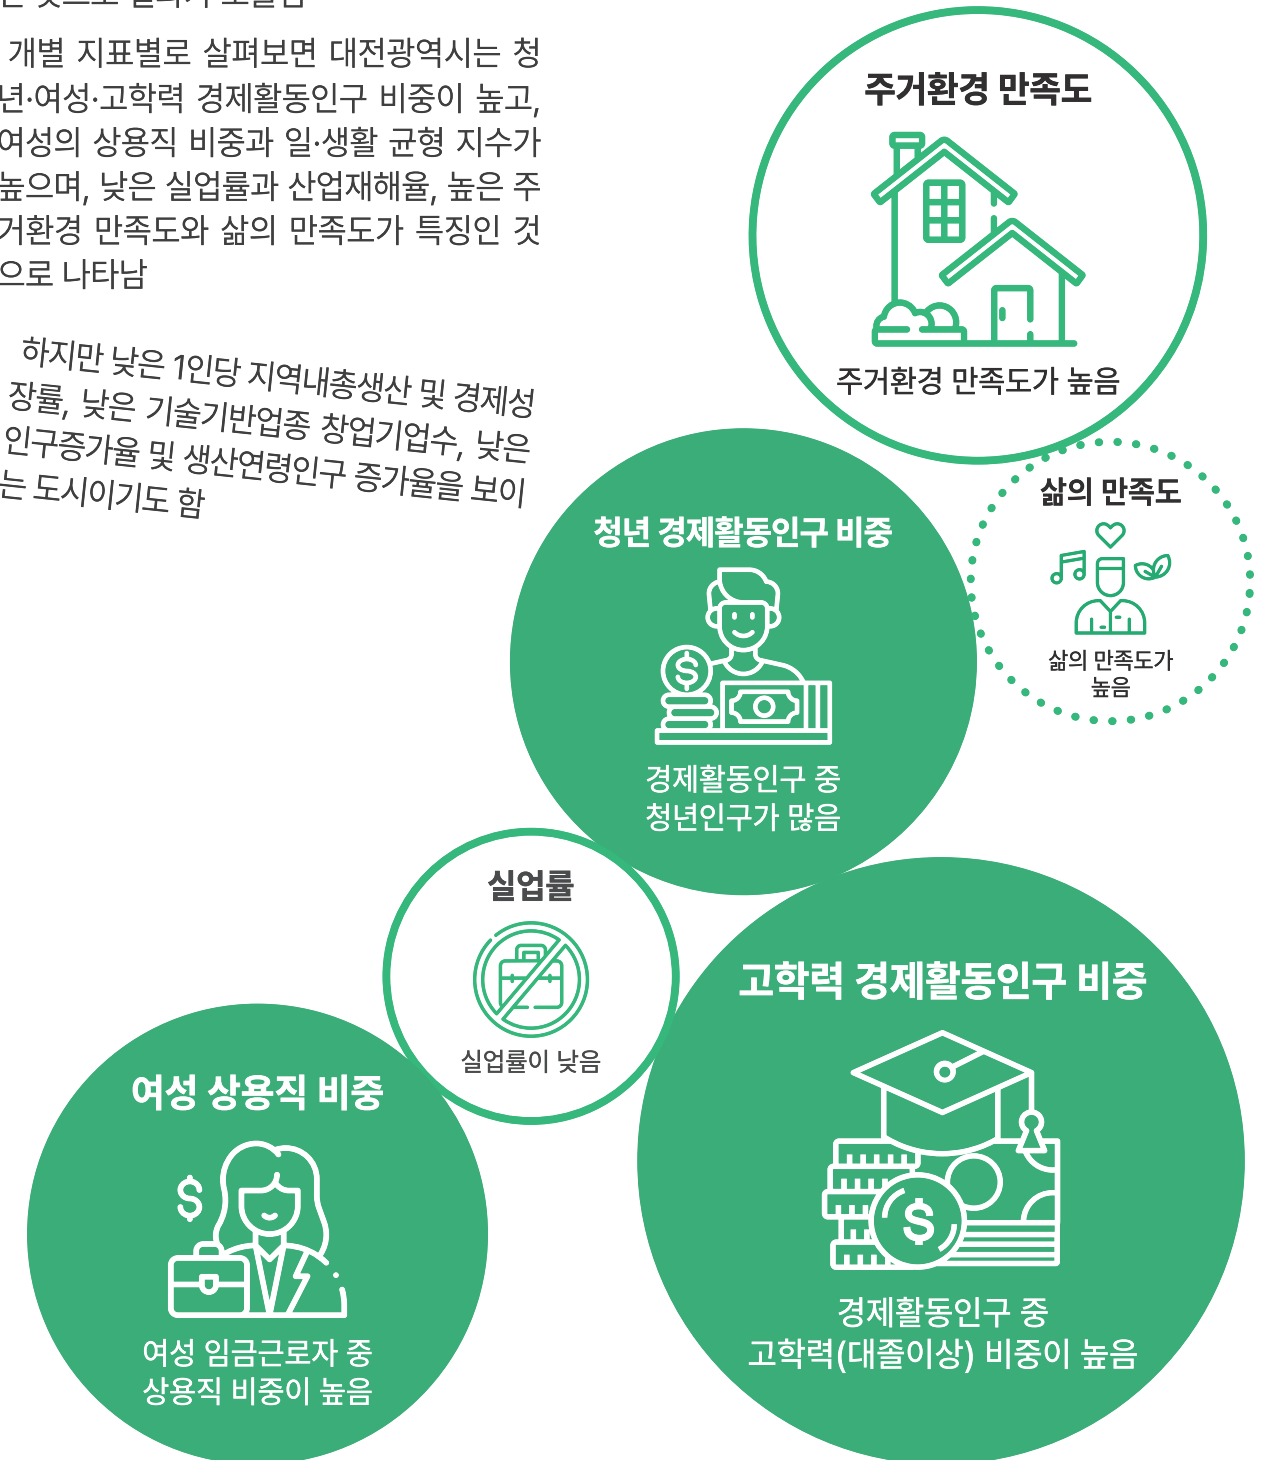 개별 지표별로 살펴보면 대전광역시는 청
년·여성·고학력 경제활동인구 비중이 높고,
여성의 상용직 비중과 일·생활 균형 지수가
높으며, 낮은 실업률과 산업재해율, 높은 주
거환경 만족도와 삶의 만족도가 특징인 것
으로 나타남
하지만 낮은 1인당 지역내총생산 및 경제성
장률, 낮은 기술기반업종 창업기업수, 낮은
인구증가율 및 생산연령인구 증가율을 보이
는 도시이기도 함
주거환경 만족도
주거환경 만족도가 높음
삶의 만족도
삶의 만족도가
높음
청년 경제활동인구 비중
경제활동인구 중
청년인구가 많음
실업률
실업률이 낮음
고학력 경제활동인구 비중
경제활동인구 중
고학력(대졸이상) 비중이 높음
여성 상용직 비중
여성 임금근로자 중
상용직 비중이 높음